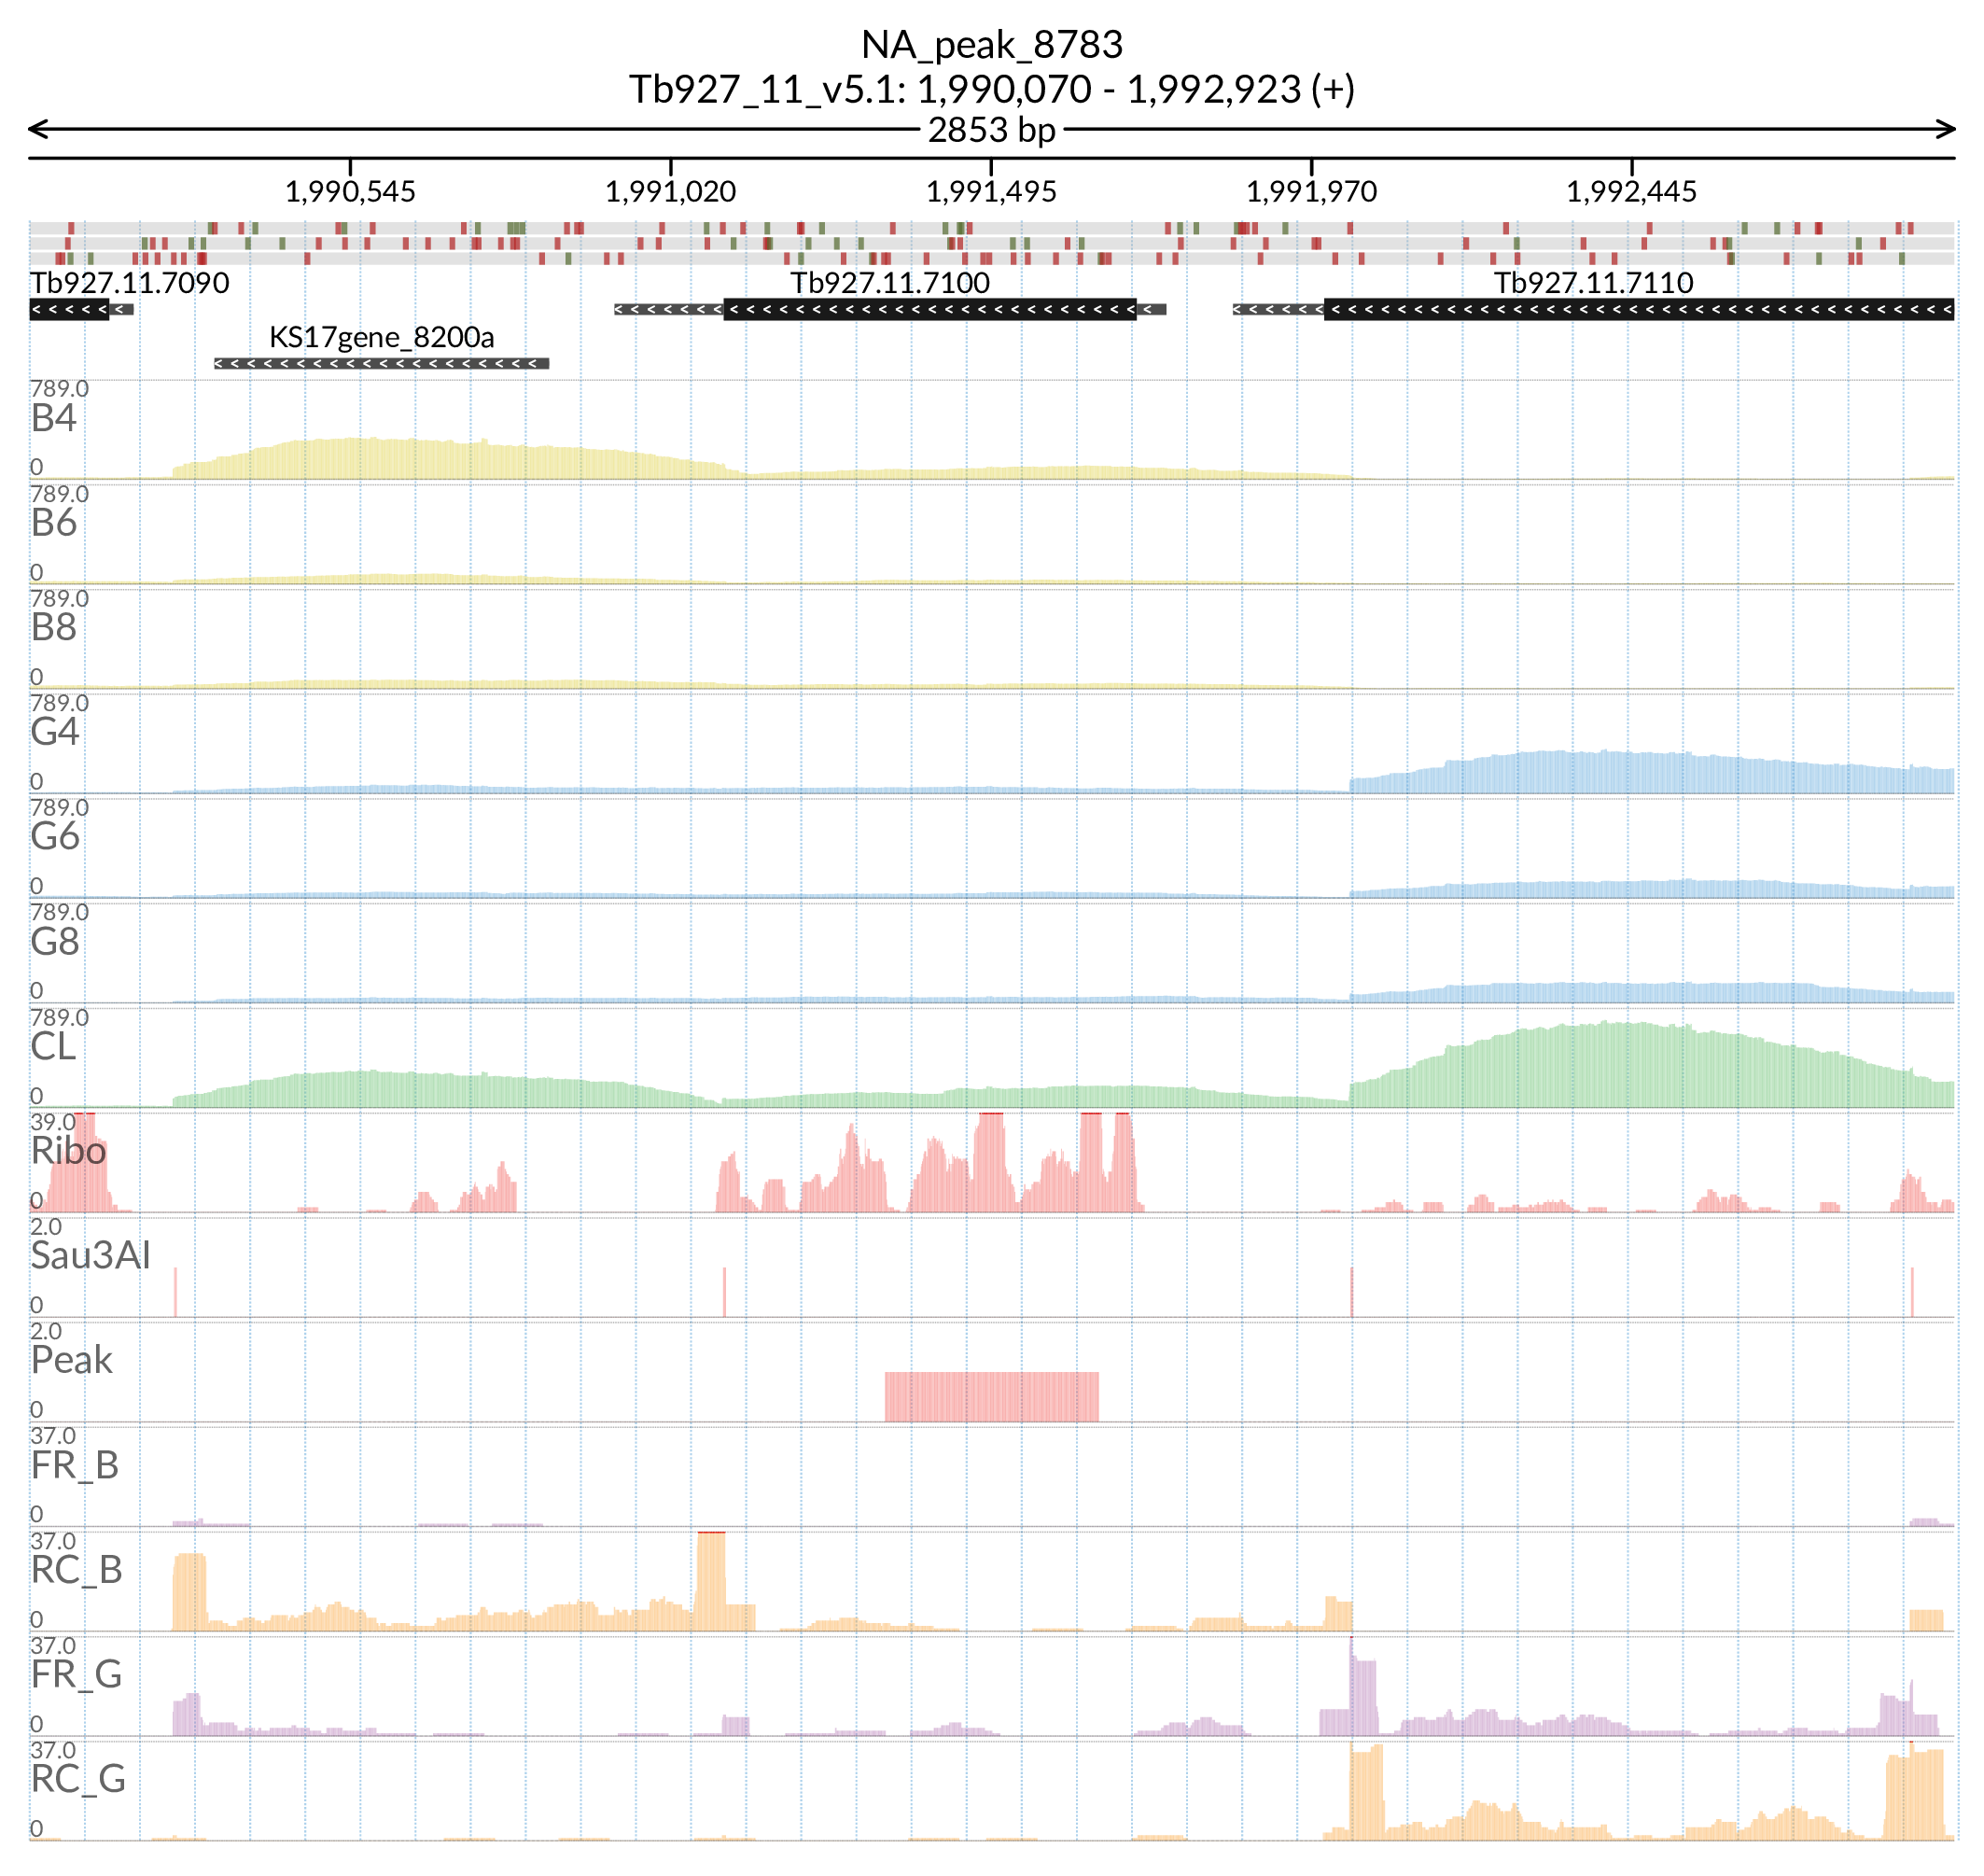 NA_peak_8783
Tb927_11_v5.1: 1,990,070 - 1,992,923 (+)
2853 bp
1,990,545 1,991,020 1,991,495 1,991,970 1,992,445
Tb927.11.7090 Tb927.11.7100 Tb927.11.7110
KS17gene_8200a
789.0
B4
0
789.0
B6
0
789.0
B8
0
789.0
G4
0
789.0
G6
0
789.0
G8
0
789.0
CL
0
39.0
Ribo
0
2.0
Sau3AI
0
2.0
Peak
0
37.0
FR_B
0
37.0
RC_B
0
37.0
FR_G
0
37.0
RC_G
0